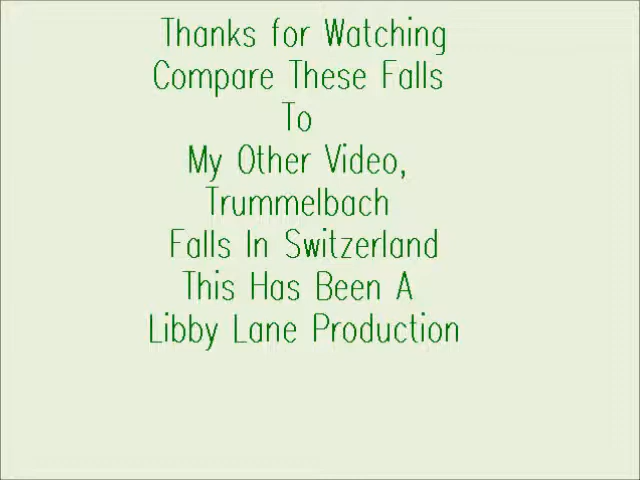 Thanks for Watching
Compare These Falls
To
My Other Video,
Trummelbach
Falls In Switzerland
This Has Been A
Libby Lane Production